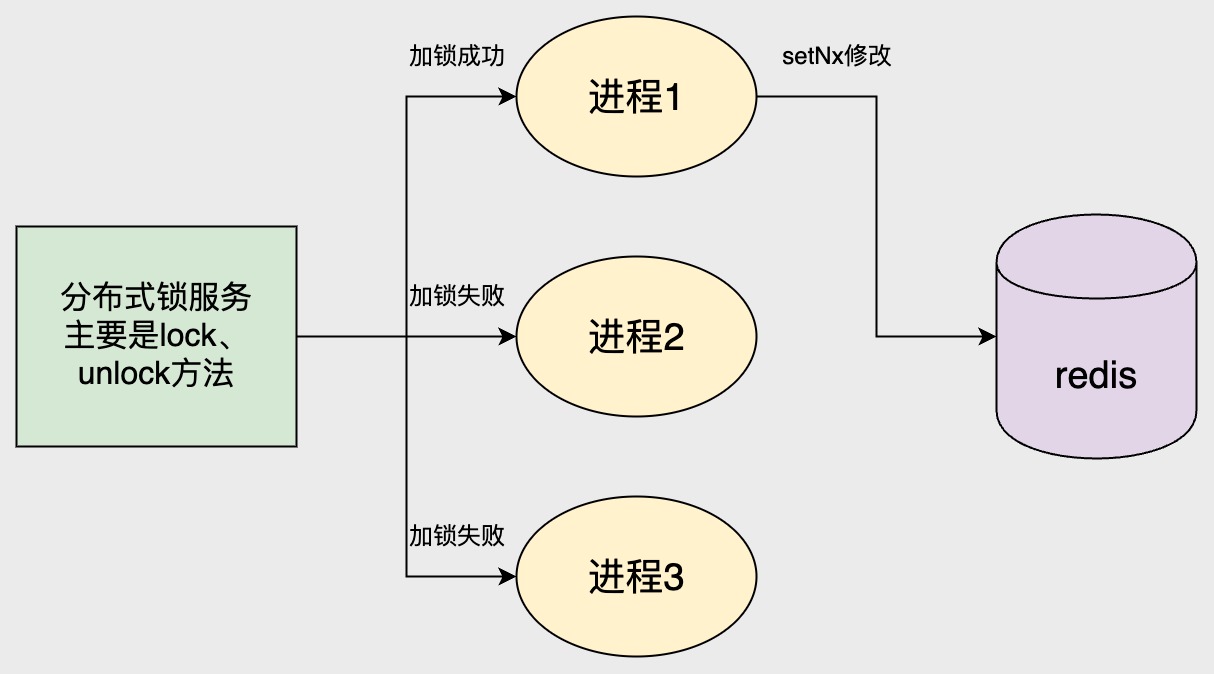 加锁成功
setNx修改
进程1
分布式锁服务
主要是lock、
unlock方法
加锁失败
进程2
redis
加锁失败
进程3